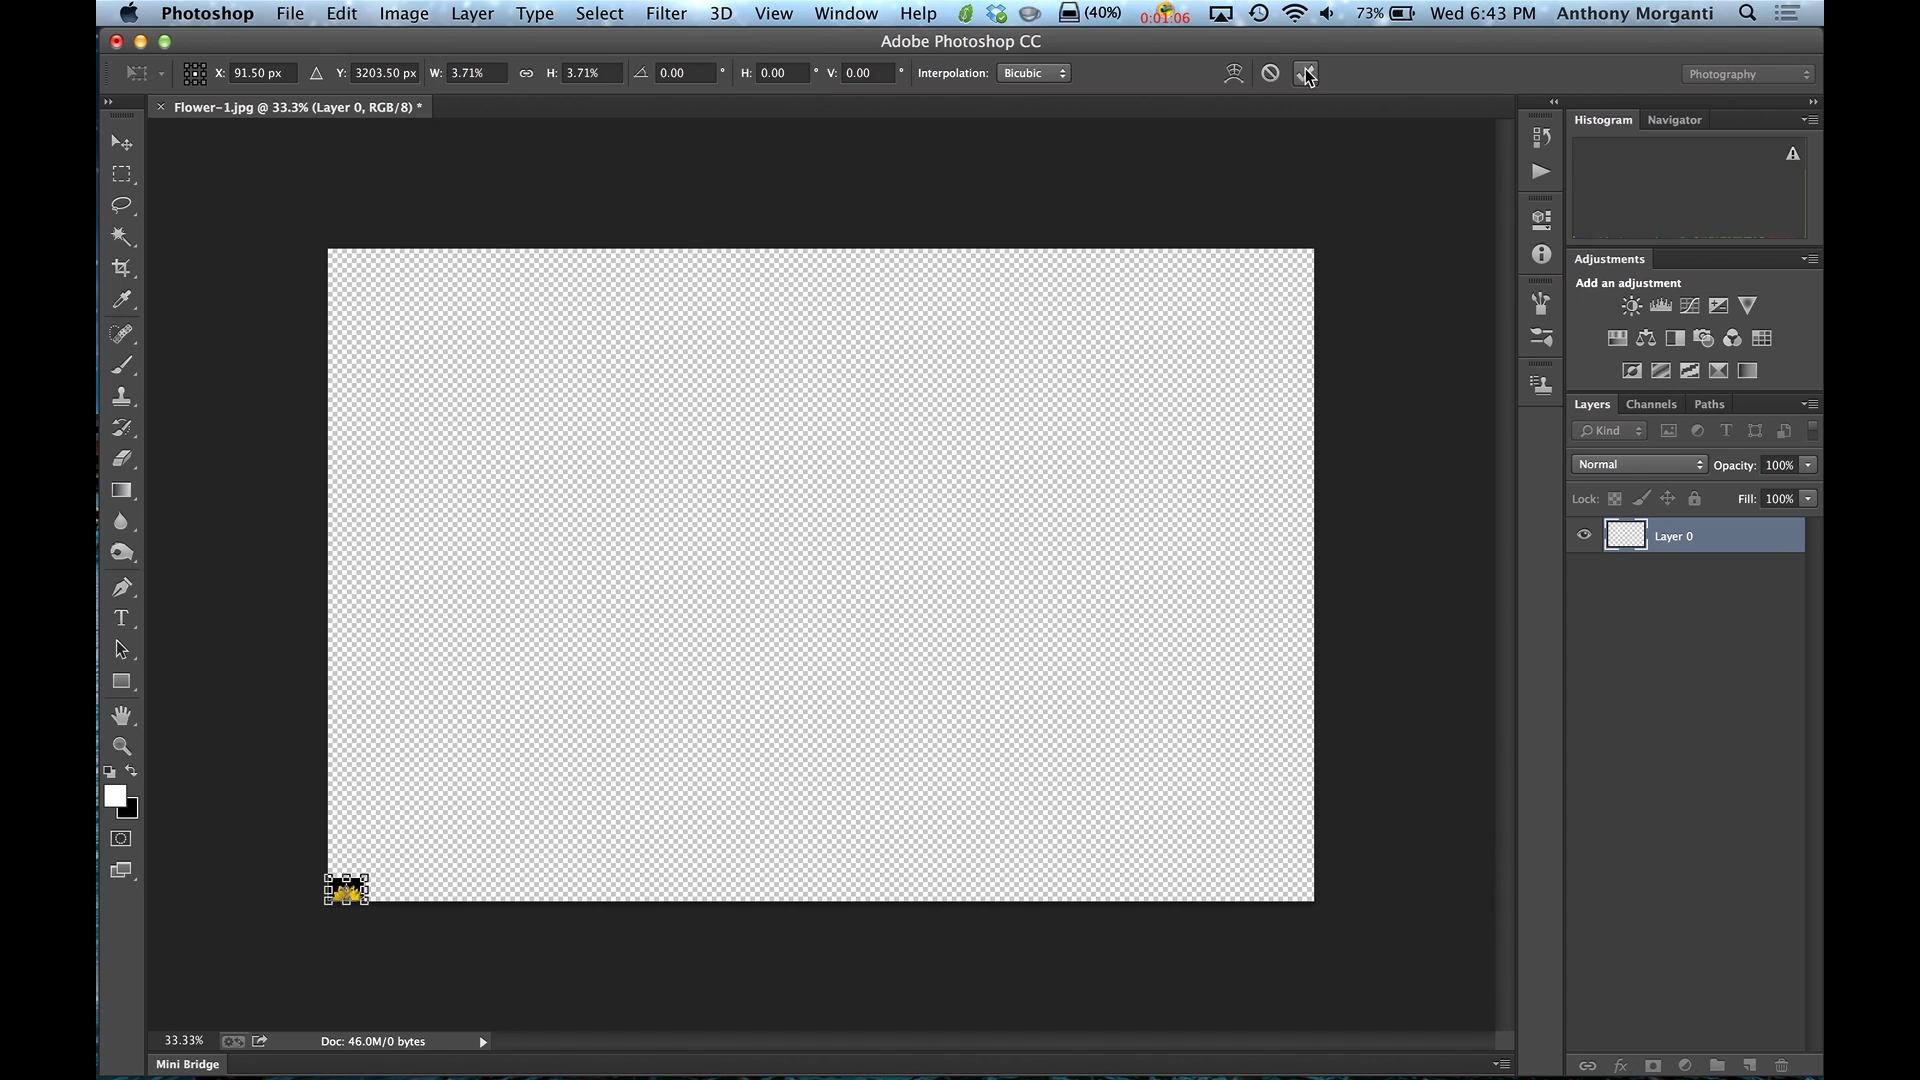 Photoshop File Edit Image Layer Type Select Filter 3D View Window Help (40%) 0:01:06 73% Wed 6:43 PM Anthony Morganti
Adobe Photoshop CC
X: 91.50 px Y: 3203.50 px W: 3.71% H: 3.71% 0.00 ° H: 0.00 ° V: 0.00 ° Interpolation: Bicubic Photography
Flower-1.jpg @ 33.3% (Layer 0, RGB/8) *
Histogram Navigator
Adjustments
Add an adjustment
Layers Channels Paths
Kind
Normal Opacity: 100%
Lock: Fill: 100%
Layer 0
33.33% Doc: 46.0M/0 bytes
Mini Bridge